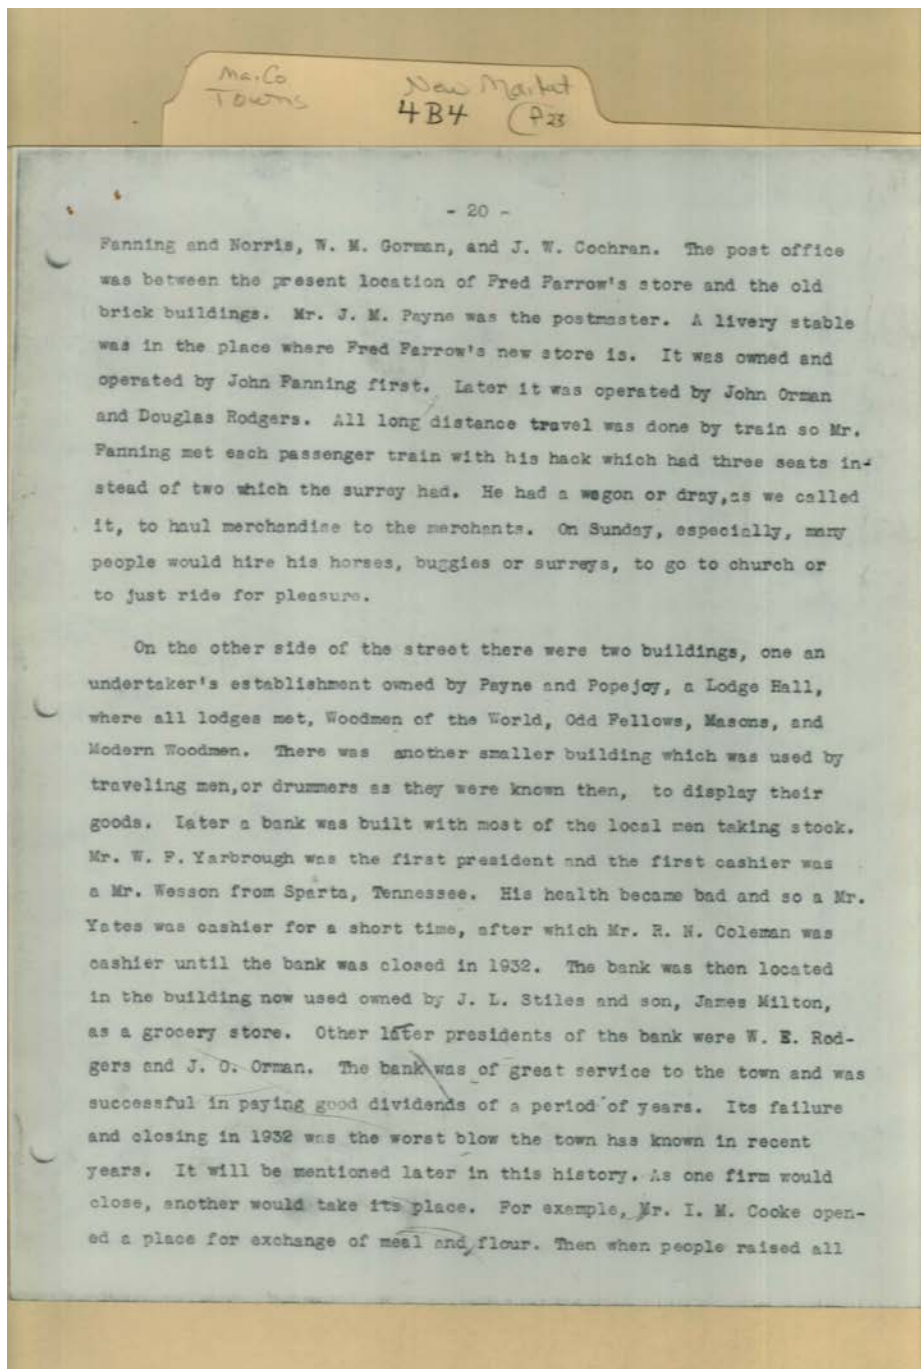 Ma. Co
Towns
New Market
4B4 (P23
- 20 -
Fanning and Norris, W. M. Gorman, and J. W. Cochran. The post office
was between the present location of Fred Farrow's store and the old
brick buildings. Mr. J. M. Payne was the postmaster. A livery stable
was in the place where Fred Farrow's new store is. It was owned and
operated by John Fanning first. Later it was operated by John Orman
and Douglas Rodgers. All long distance travel was done by train so Mr.
Fanning met each passenger train with his hack which had three seats in-
stead of two which the surrey had. He had a wagon or dray,as we called
it, to haul merchandise to the merchants. On Sunday, especially, many
people would hire his horses, buggies or surreys, to go to church or
to just ride for pleasure.
On the other side of the street there were two buildings, one an
undertaker's establishment owned by Payne and Popejoy, a Lodge Hall,
where all lodges met, Woodmen of the World, Odd Fellows, Masons, and
Modern Woodmen. There was another smaller building which was used by
traveling men,or drummers as they were known then, to display their
goods. Later a bank was built with most of the local men taking stock.
Mr. W. F. Yarbrough was the first president and the first cashier was
a Mr. Wesson from Sparta, Tennessee. His health became bad and so a Mr.
Yates was cashier for a short time, after which Mr. R. N. Coleman was
cashier until the bank was closed in 1932. The bank was then located
in the building now used owned by J. L. Stiles and son, James Milton,
as a grocery store. Other later presidents of the bank were W. E. Rod-
gers and J. O. Orman. The bank was of great service to the town and was
successful in paying good dividends of a period of years. Its failure
and closing in 1932 was the worst blow the town has known in recent
years. It will be mentioned later in this history. As one firm would
close, another would take its place. For example, Mr. I. M. Cooke open-
ed a place for exchange of meal and flour. Then when people raised all